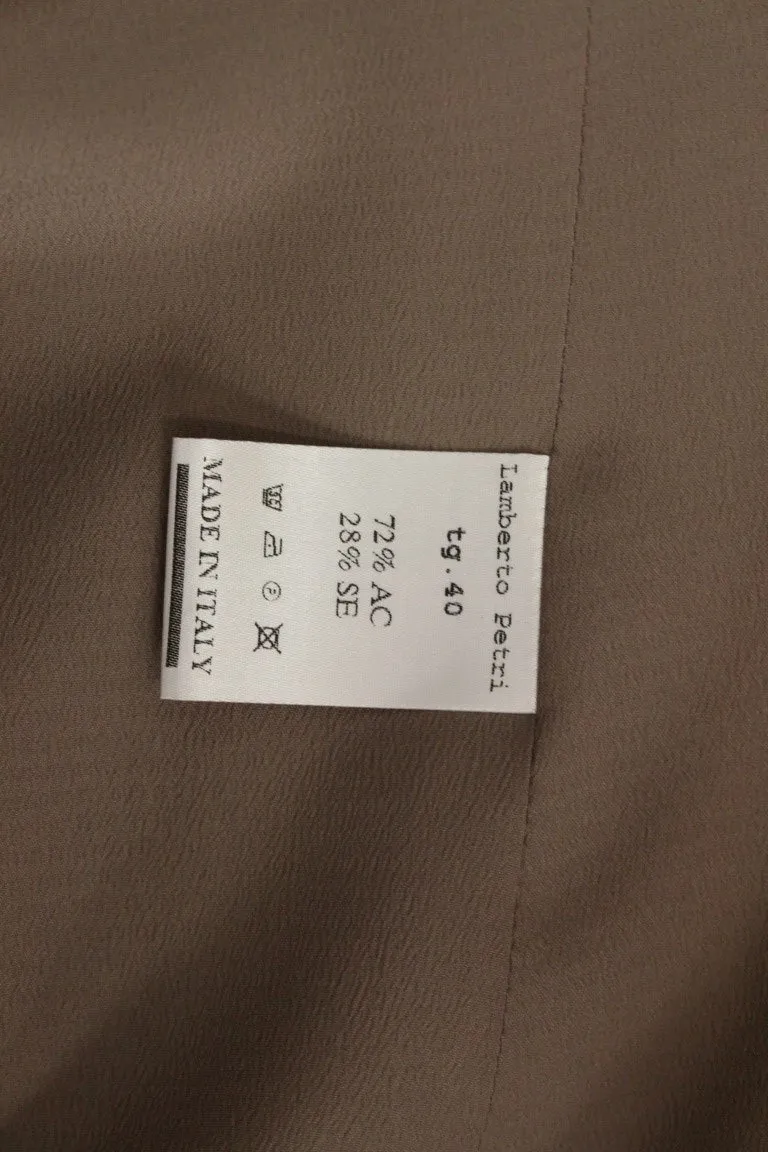 Lamberto Petri
tg.40
72% AC
28% SE
P
MADE IN ITALY